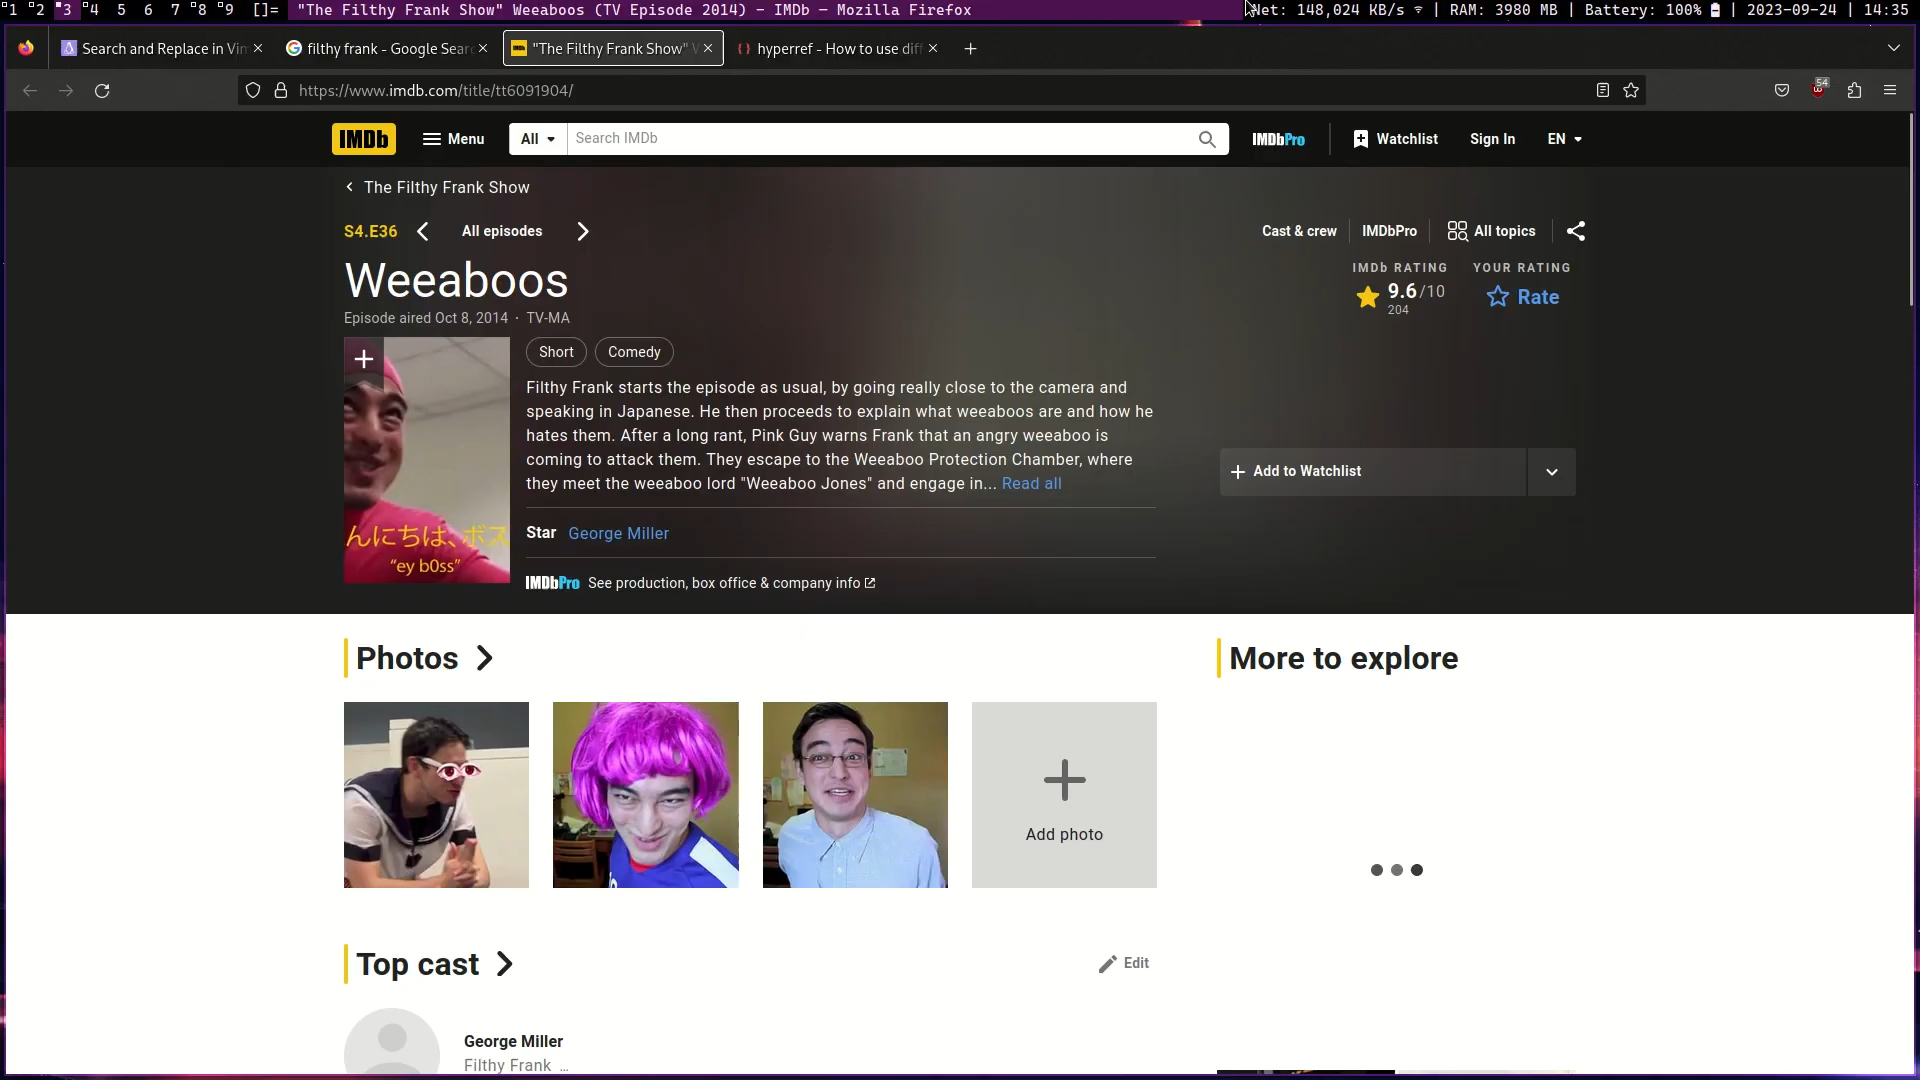 1 2 3 4 5 6 7 8 9 []= "The Filthy Frank Show" Weeaboos (TV Episode 2014) — IMDb — Mozilla Firefox Net: 148,024 KB/s | RAM: 3980 MB | Battery: 100% | 2023-09-24 | 14:35
Search and Replace in Vim filthy frank - Google Sear "The Filthy Frank Show" W hyperref - How to use diff
https://www.imdb.com/title/tt6091904/ 54
IMDb Menu All Search IMDb IMDbPro Watchlist Sign In EN
The Filthy Frank Show
S4.E36 All episodes Cast & crew IMDbPro All topics
Weeaboos
IMDb RATING YOUR RATING
9.6/10 Rate
204
Episode aired Oct 8, 2014 · TV-MA
Short Comedy
Filthy Frank starts the episode as usual, by going really close to the camera and
speaking in Japanese. He then proceeds to explain what weeaboos are and how he
hates them. After a long rant, Pink Guy warns Frank that an angry weeaboo is
coming to attack them. They escape to the Weeaboo Protection Chamber, where
they meet the weeaboo lord "Weeaboo Jones" and engage in... Read all
Add to Watchlist
んにちは、ボス
"ey b0ss"
Star George Miller
IMDbPro See production, box office & company info
Photos
More to explore
Add photo
Top cast
Edit
George Miller
Filthy Frank ...